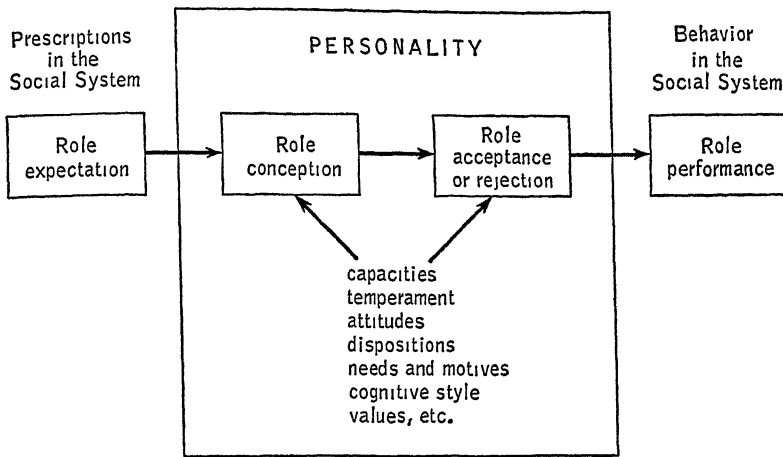 Prescriptions
in the
Social System
PERSONALITY
Behavior
in the
Social System
Role
expectation
Role
conception
Role
acceptance
or rejection
Role
performance
capacities
temperament
attitudes
dispositions
needs and motives
cognitive style
values, etc.